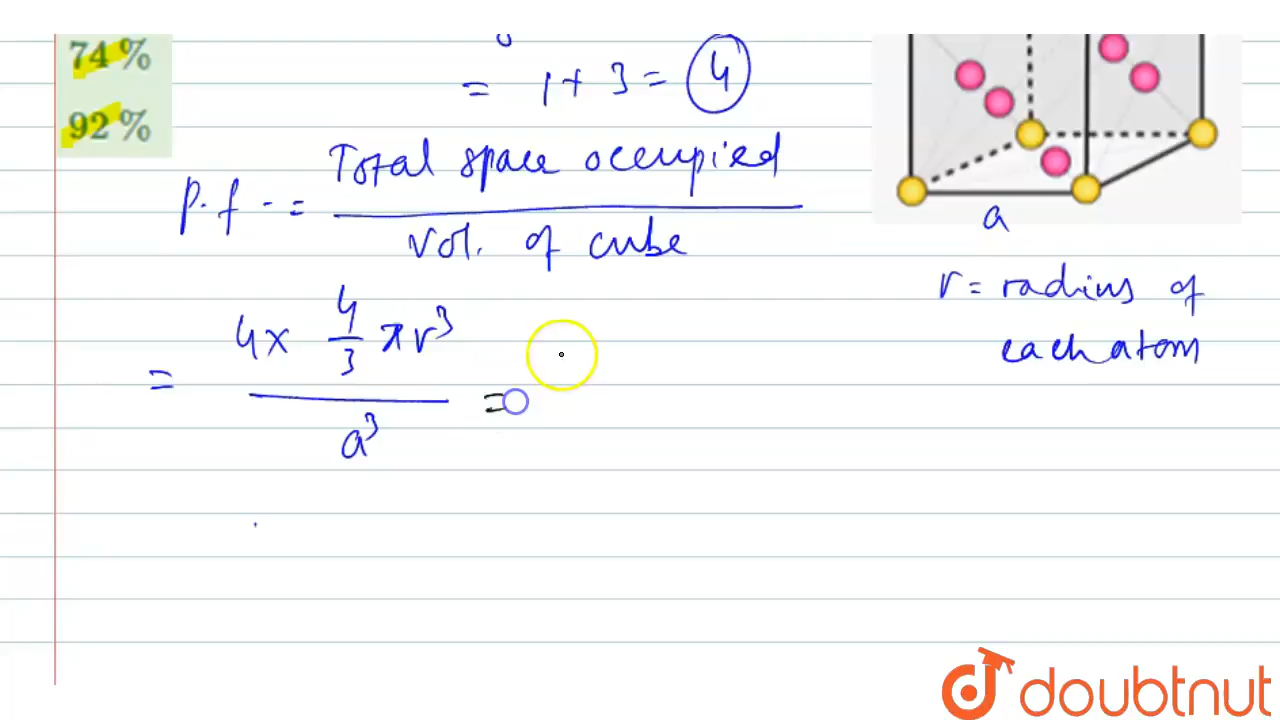 74 %
92 %
= 1 + 3 = 4
P.f. = Total space occupied
Vol. of cube
= 4 x 4/3 πr³
a³
=
a
r = radius of
each atom
doubtnut